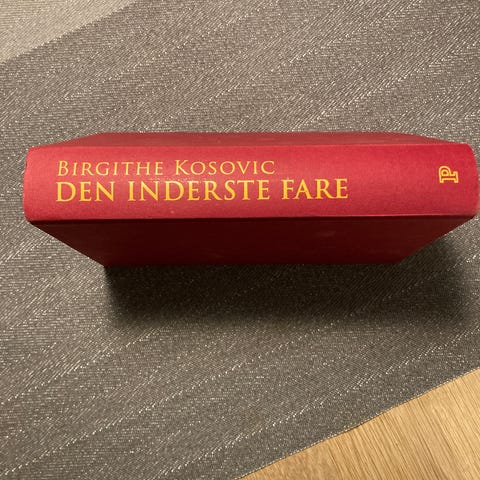 BIRGITHE KOSOVIC
DEN INDERSTE FARE
P